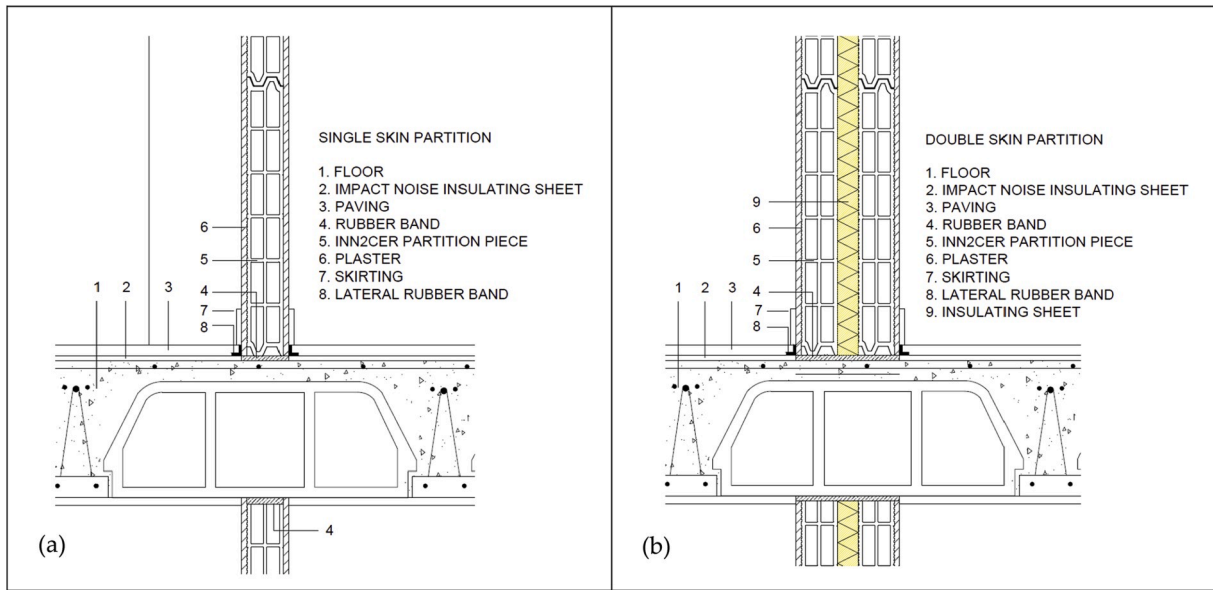 SINGLE SKIN PARTITION
1. FLOOR
2. IMPACT NOISE INSULATING SHEET
3. PAVING
4. RUBBER BAND
5. INN2CER PARTITION PIECE
6. PLASTER
7. SKIRTING
8. LATERAL RUBBER BAND
6
5
1 2 3 4
7
8
4
(a)
DOUBLE SKIN PARTITION
1. FLOOR
2. IMPACT NOISE INSULATING SHEET
3. PAVING
4. RUBBER BAND
5. INN2CER PARTITION PIECE
6. PLASTER
7. SKIRTING
8. LATERAL RUBBER BAND
9. INSULATING SHEET
9
6
5
4
1 2 3
7
8
(b)